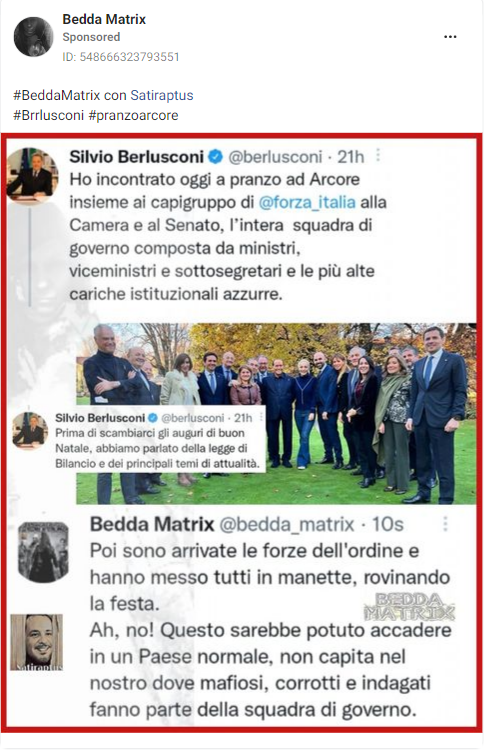 Bedda Matrix
Sponsored
ID: 548666323793551
#BeddaMatrix con Satiraptus
#Brrlusconi #pranzoarcore
Silvio Berlusconi @berlusconi · 21h
Ho incontrato oggi a pranzo ad Arcore
insieme ai capigruppo di @forza_italia alla
Camera e al Senato, l'intera squadra di
governo composta da ministri,
viceministri e sottosegretari e le più alte
cariche istituzionali azzurre.
Silvio Berlusconi @berlusconi · 21h
Prima di scambiarci gli auguri di buon
Natale, abbiamo parlato della legge di
Bilancio e dei principali temi di attualità.
Bedda Matrix @bedda_matrix · 10s
Poi sono arrivate le forze dell'ordine e
hanno messo tutti in manette, rovinando
la festa.
BEDDA
MATRIX
Ah, no! Questo sarebbe potuto accadere
in un Paese normale, non capita nel
nostro dove mafiosi, corrotti e indagati
fanno parte della squadra di governo.
Satiraptus